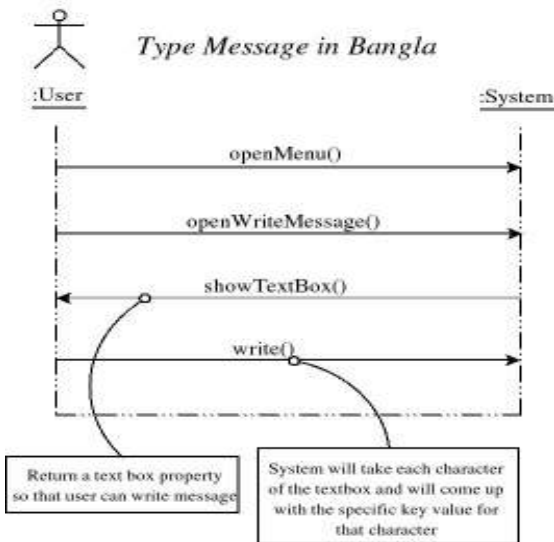 Type Message in Bangla
:User
:System
openMenu()
openWriteMessage()
showTextBox()
write()
Return a text box property
so that user can write message
System will take each character
of the textbox and will come up
with the specific key value for
that character